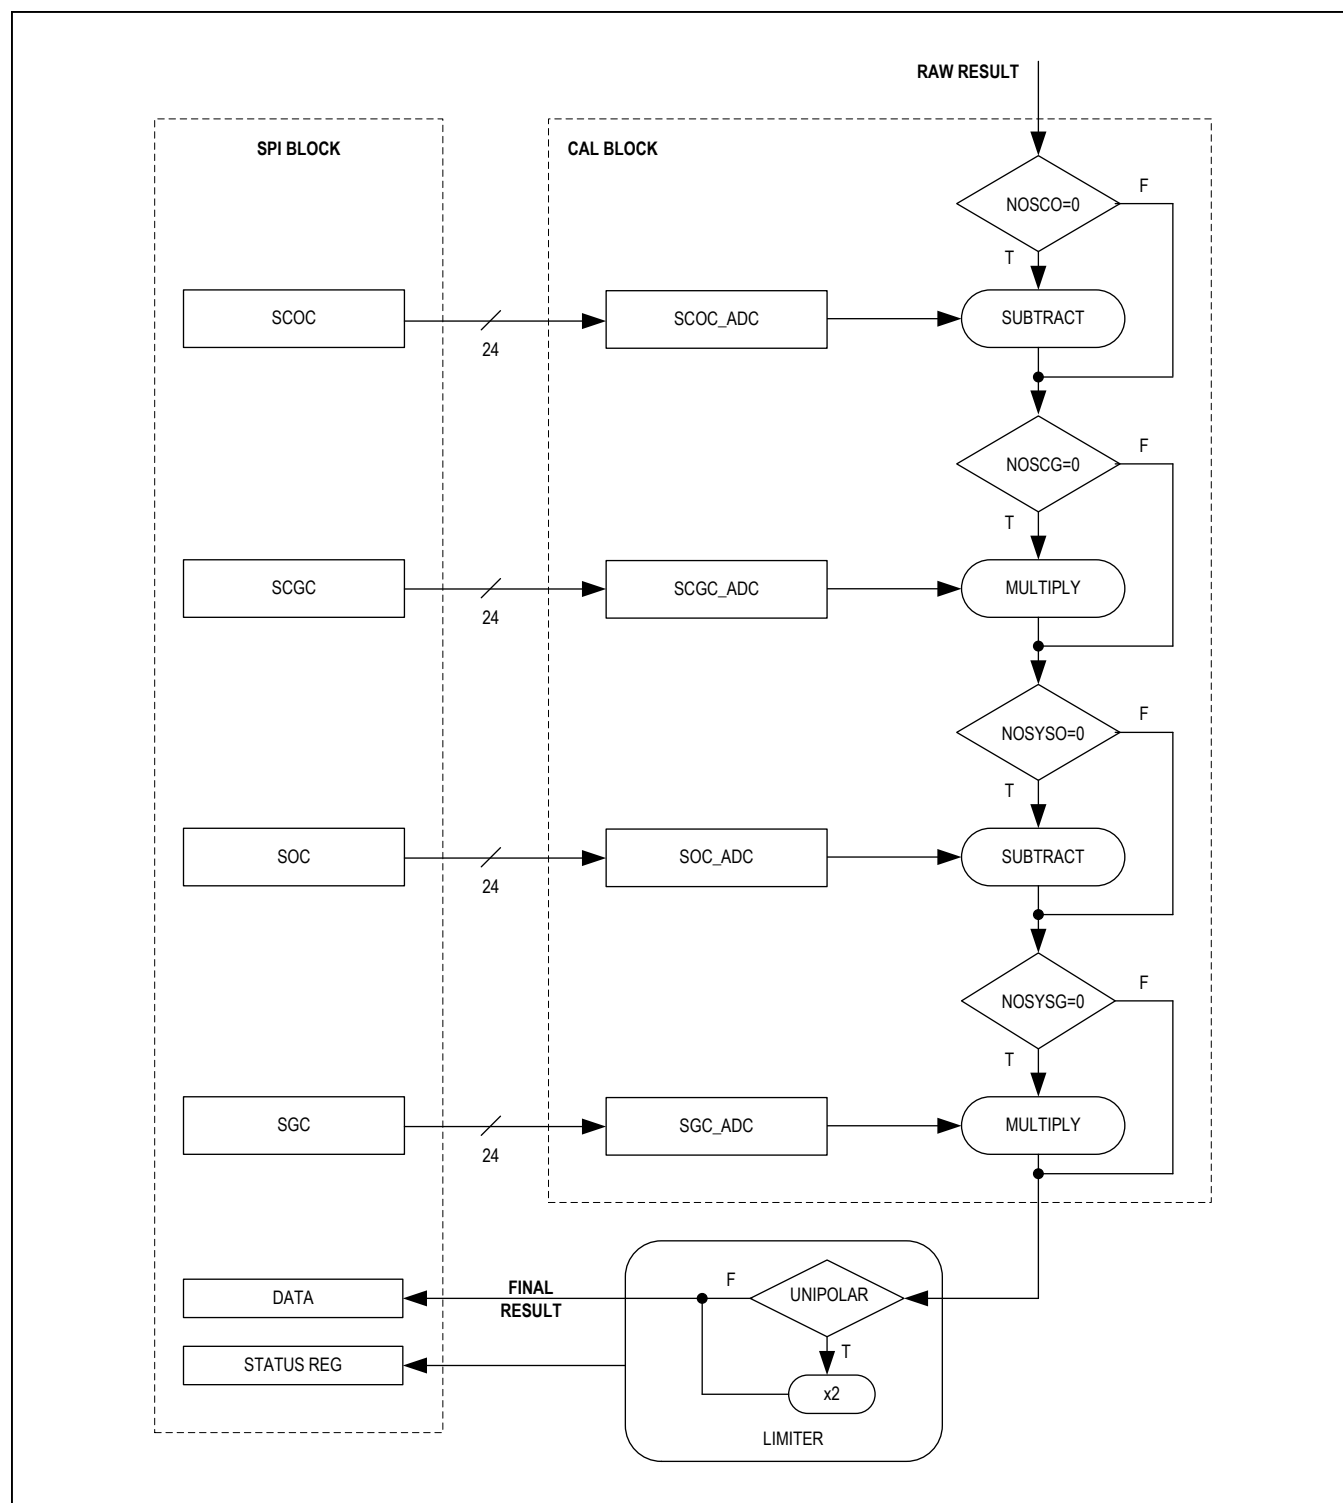 RAW RESULT
SPI BLOCK
CAL BLOCK
NOSCO=0
F
T
SCOC
24
SCOC_ADC
SUBTRACT
NOSCG=0
F
T
SCGC
24
SCGC_ADC
MULTIPLY
NOSYSO=0
F
T
SOC
24
SOC_ADC
SUBTRACT
NOSYSG=0
F
T
SGC
24
SGC_ADC
MULTIPLY
DATA
FINAL
RESULT
F
UNIPOLAR
T
STATUS REG
x2
LIMITER